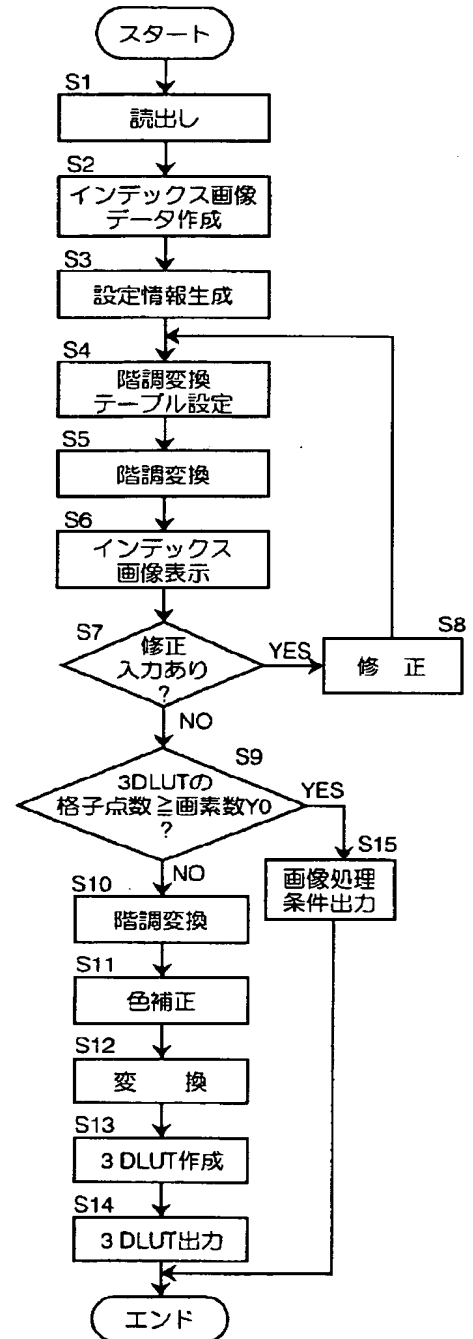 スタート
S1
読出し
S2
インデックス画像
データ作成
S3
設定情報生成
S4
階調変換
テーブル設定
S5
階調変換
S6
インデックス
画像表示
S7
修正
入力あり
?
YES
S8
修 正
NO
S9
3DLUTの
格子点数≧画素数Y0
?
YES
S15
画像処理
条件出力
NO
S10
階調変換
S11
色補正
S12
変 換
S13
3DLUT作成
S14
3DLUT出力
エンド